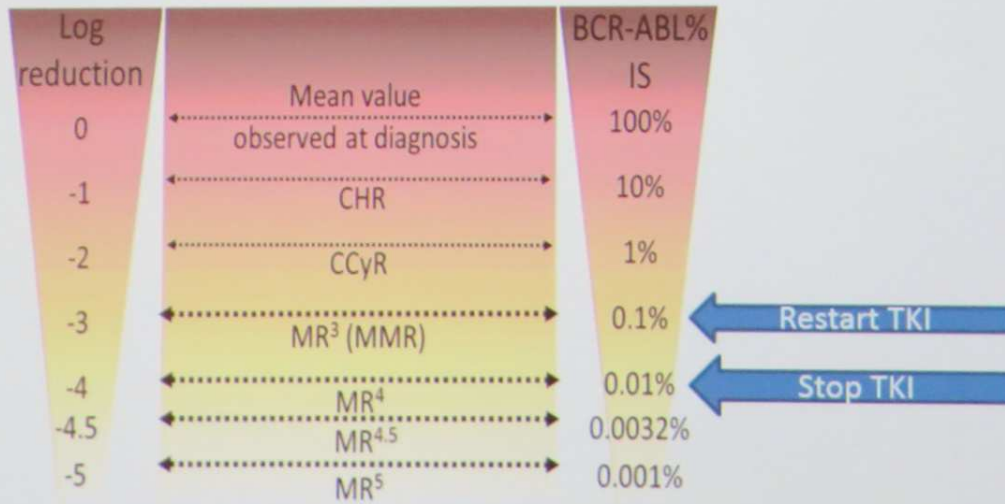 Log
reduction
BCR-ABL%
IS
0
Mean value
observed at diagnosis
100%
-1
CHR
10%
-2
CCyR
1%
-3
MR³ (MMR)
0.1%
Restart TKI
-4
MR⁴
0.01%
Stop TKI
-4.5
MR⁴·⁵
0.0032%
-5
MR⁵
0.001%